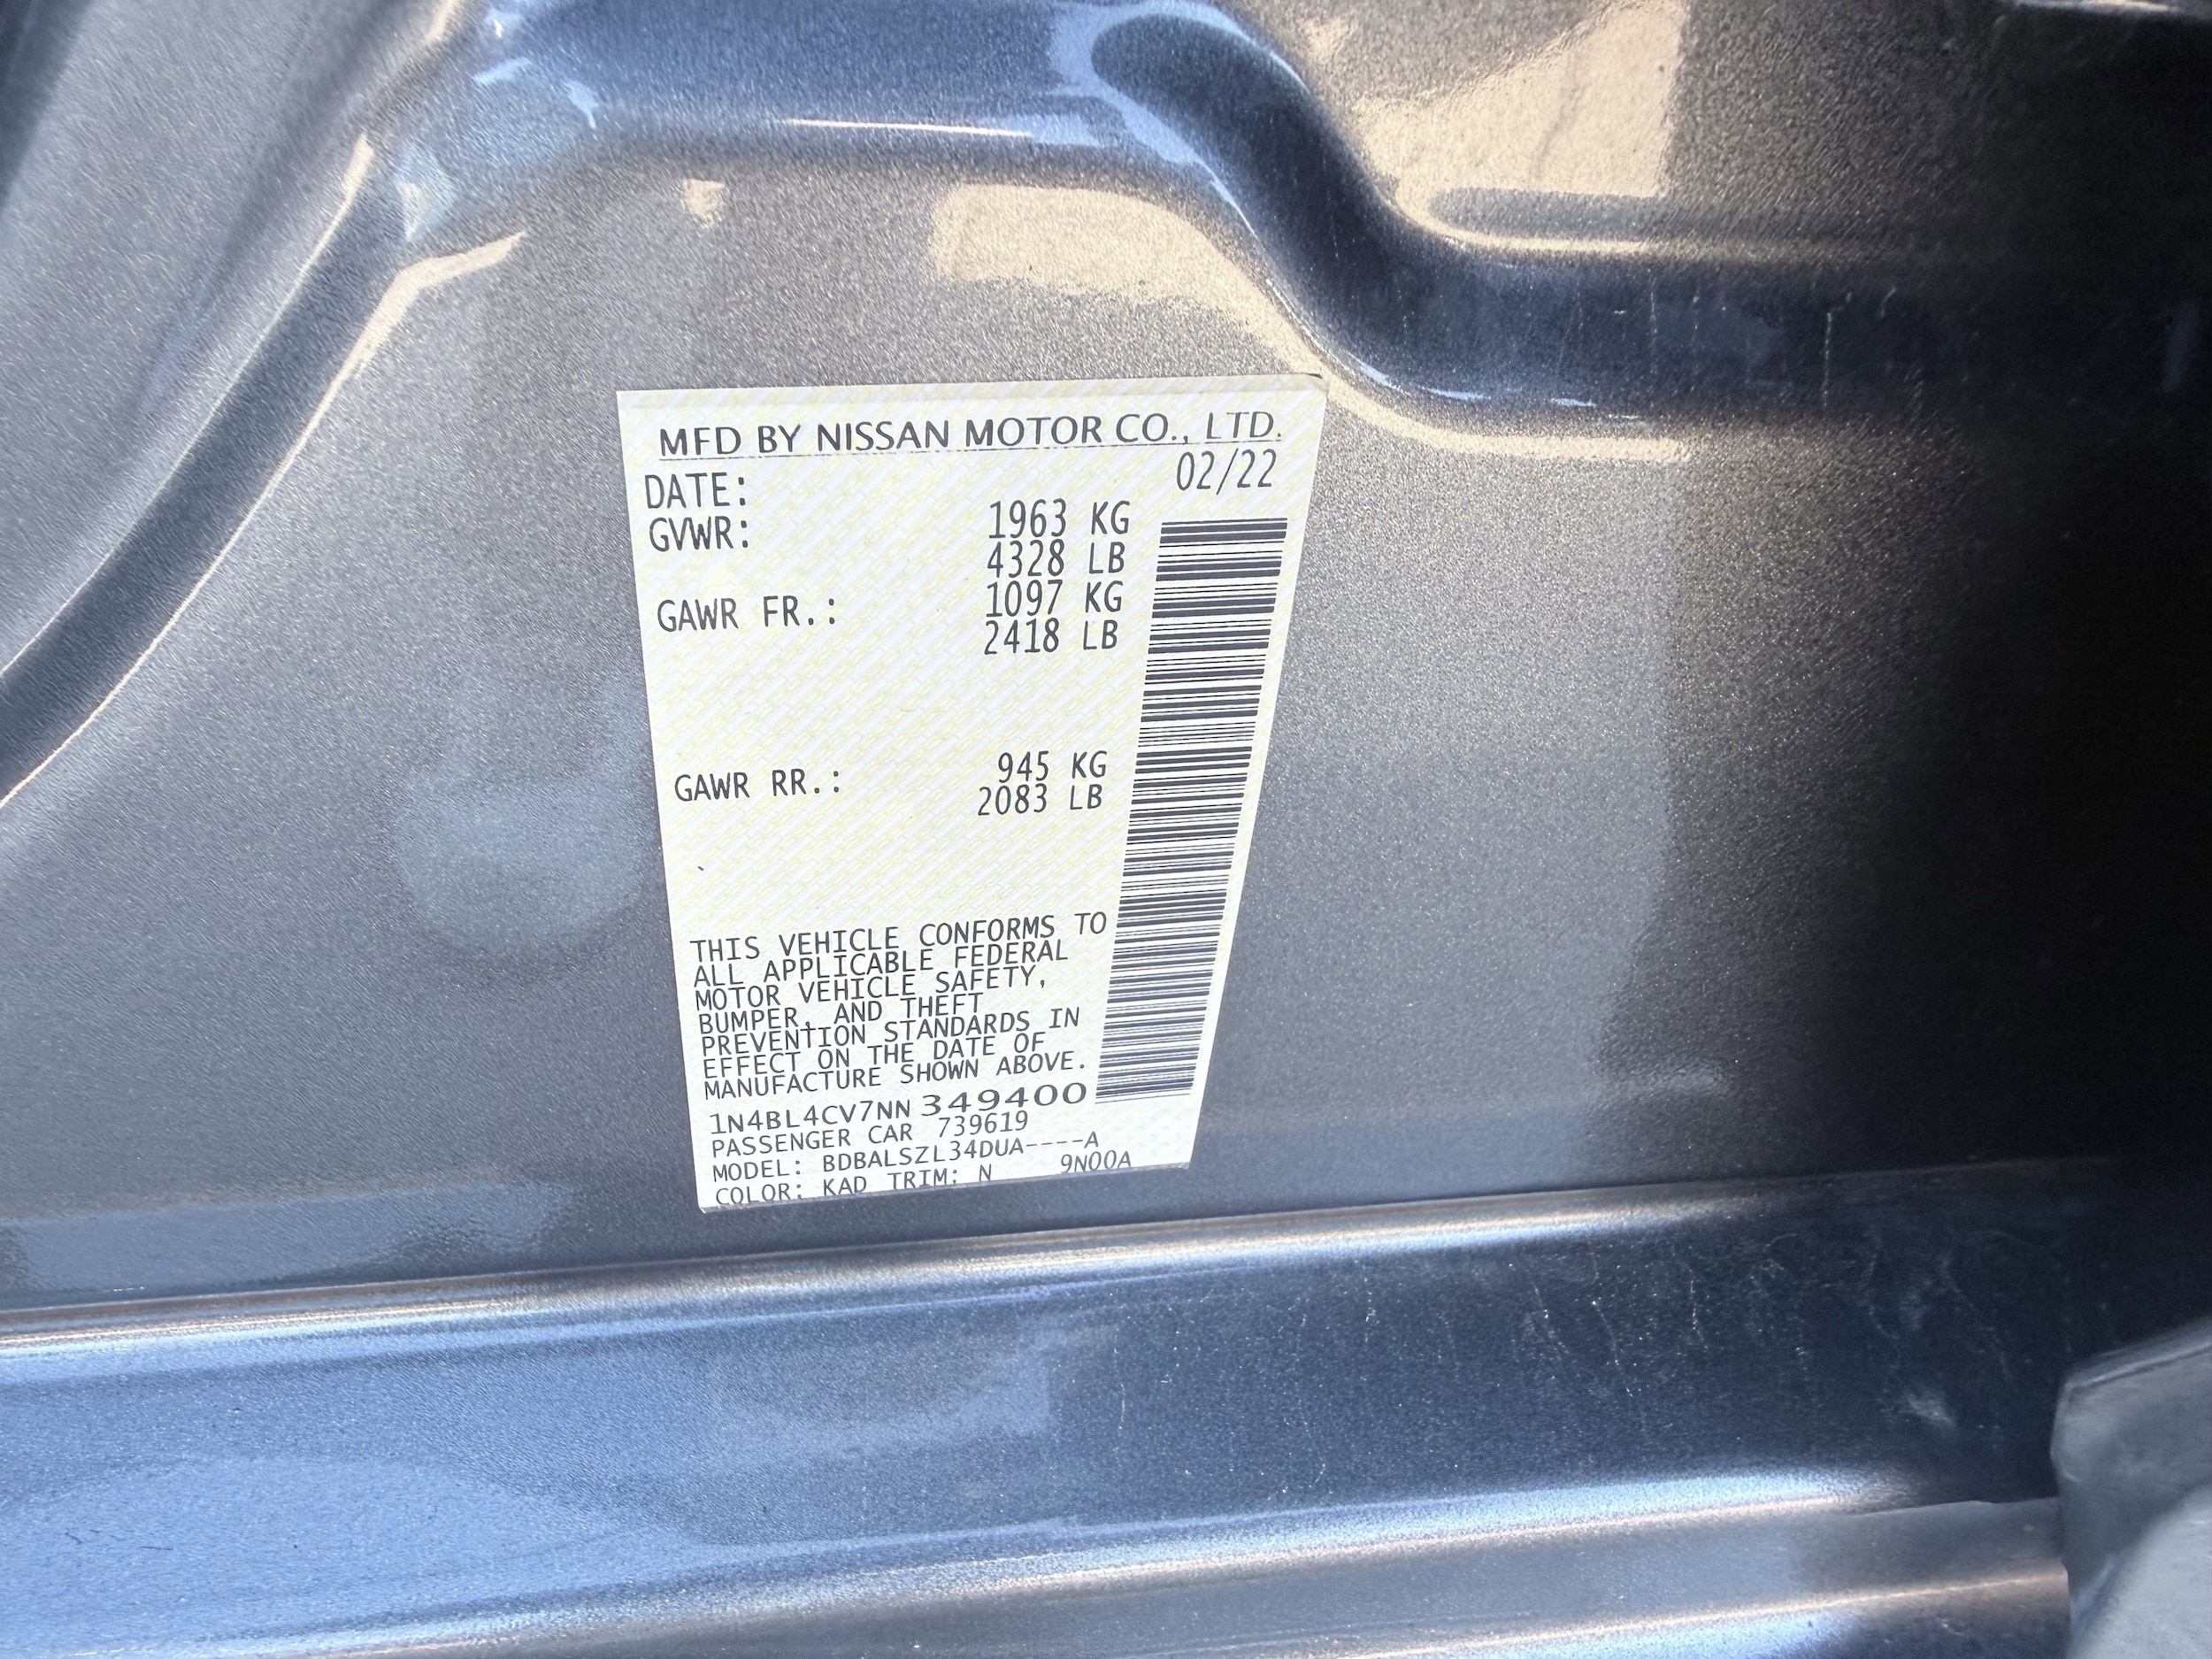 MFD BY NISSAN MOTOR CO., LTD.
DATE: 02/22
GVWR: 1963 KG
4328 LB
GAWR FR.: 1097 KG
2418 LB
GAWR RR.: 945 KG
2083 LB
THIS VEHICLE CONFORMS TO
ALL APPLICABLE FEDERAL
MOTOR VEHICLE SAFETY,
BUMPER, AND THEFT
PREVENTION STANDARDS IN
EFFECT ON THE DATE OF
MANUFACTURE SHOWN ABOVE.
1N4BL4CV7NN 349400
PASSENGER CAR 739619
MODEL: BDBALSZL34DUA----A
COLOR: KAD TRIM: N 9N00A